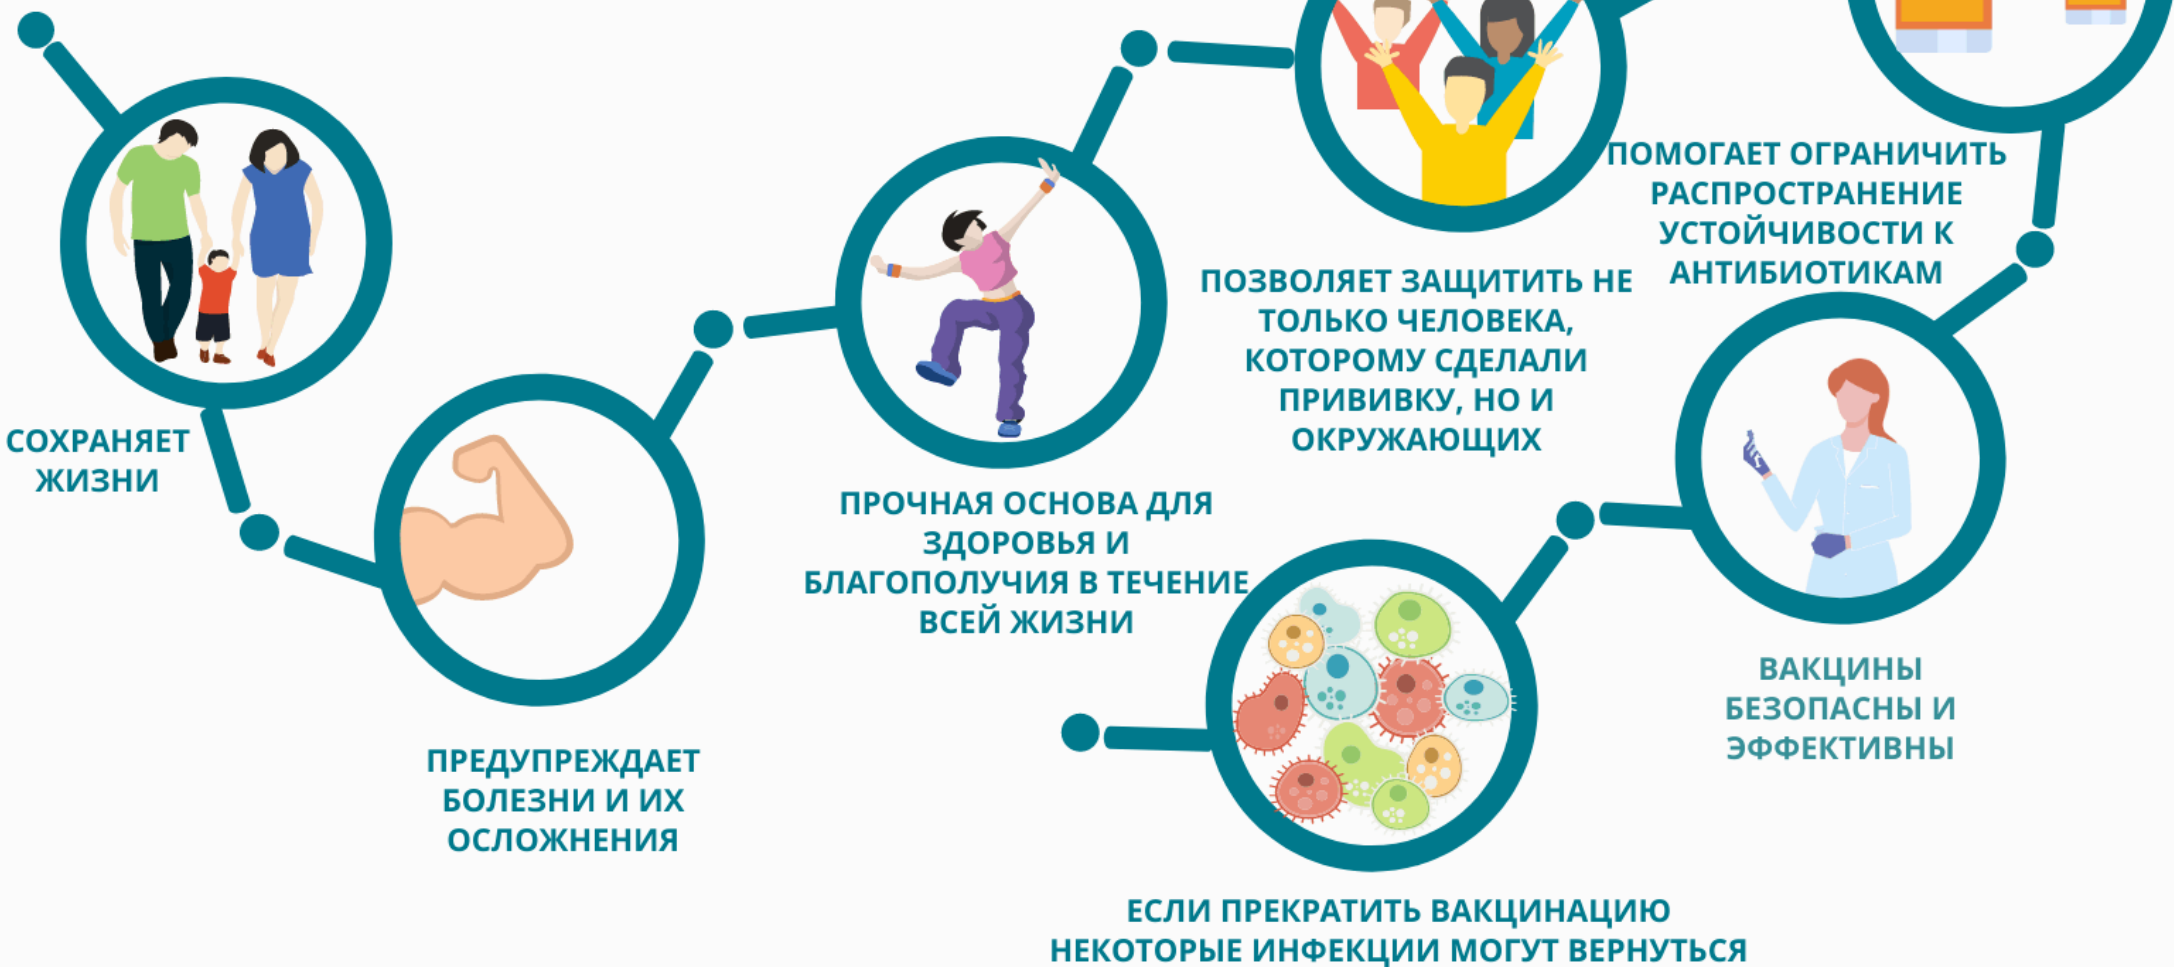 СОХРАНЯЕТ
ЖИЗНИ
ПРЕДУПРЕЖДАЕТ
БОЛЕЗНИ И ИХ
ОСЛОЖНЕНИЯ
ПРОЧНАЯ ОСНОВА ДЛЯ
ЗДОРОВЬЯ И
БЛАГОПОЛУЧИЯ В ТЕЧЕНИЕ
ВСЕЙ ЖИЗНИ
ПОЗВОЛЯЕТ ЗАЩИТИТЬ НЕ
ТОЛЬКО ЧЕЛОВЕКА,
КОТОРОМУ СДЕЛАЛИ
ПРИВИВКУ, НО И
ОКРУЖАЮЩИХ
ПОМОГАЕТ ОГРАНИЧИТЬ
РАСПРОСТРАНЕНИЕ
УСТОЙЧИВОСТИ К
АНТИБИОТИКАМ
ВАКЦИНЫ
БЕЗОПАСНЫ И
ЭФФЕКТИВНЫ
ЕСЛИ ПРЕКРАТИТЬ ВАКЦИНАЦИЮ
НЕКОТОРЫЕ ИНФЕКЦИИ МОГУТ ВЕРНУТЬСЯ